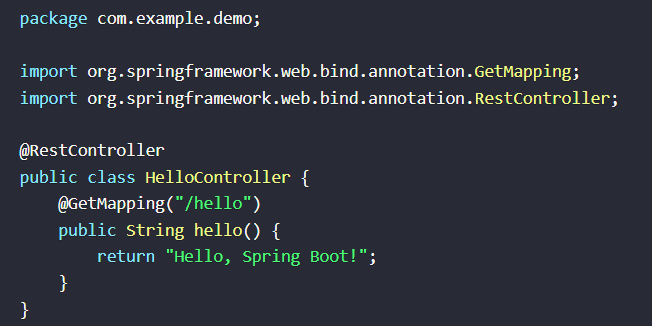 package com.example.demo;
import org.springframework.web.bind.annotation.GetMapping;
import org.springframework.web.bind.annotation.RestController;
@RestController
public class HelloController {
    @GetMapping("/hello")
    public String hello() {
        return "Hello, Spring Boot!";
    }
}